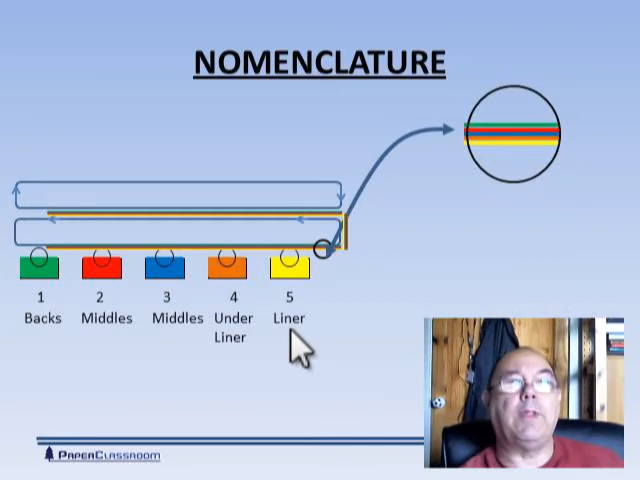 NOMENCLATURE
1 2 3 4 5
Backs Middles Middles Under Liner
Liner
PAPERCLASSROOM